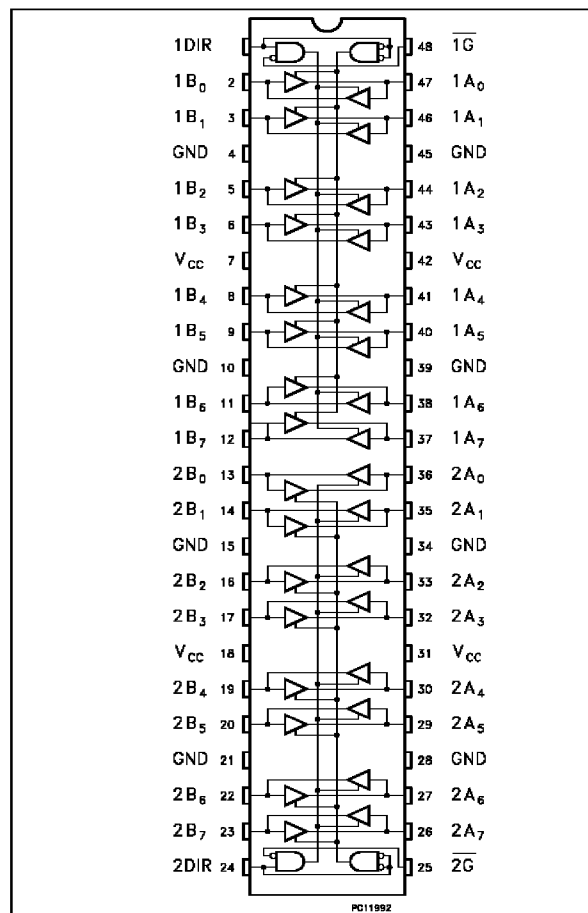 1DIR 48 1G
1B0 2 47 1A0
1B1 3 46 1A1
GND 4 45 GND
1B2 5 44 1A2
1B3 6 43 1A3
VCC 7 42 VCC
1B4 8 41 1A4
1B5 9 40 1A5
GND 10 39 GND
1B6 11 38 1A6
1B7 12 37 1A7
2B0 13 36 2A0
2B1 14 35 2A1
GND 15 34 GND
2B2 16 33 2A2
2B3 17 32 2A3
VCC 18 31 VCC
2B4 19 30 2A4
2B5 20 29 2A5
GND 21 28 GND
2B6 22 27 2A6
2B7 23 26 2A7
2DIR 24 25 2G
PC11992